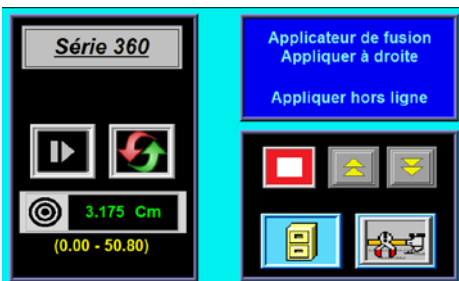 Série 360
3.175 Cm
(0.00 - 50.80)
Applicateur de fusion
Appliquer à droite
Appliquer hors ligne